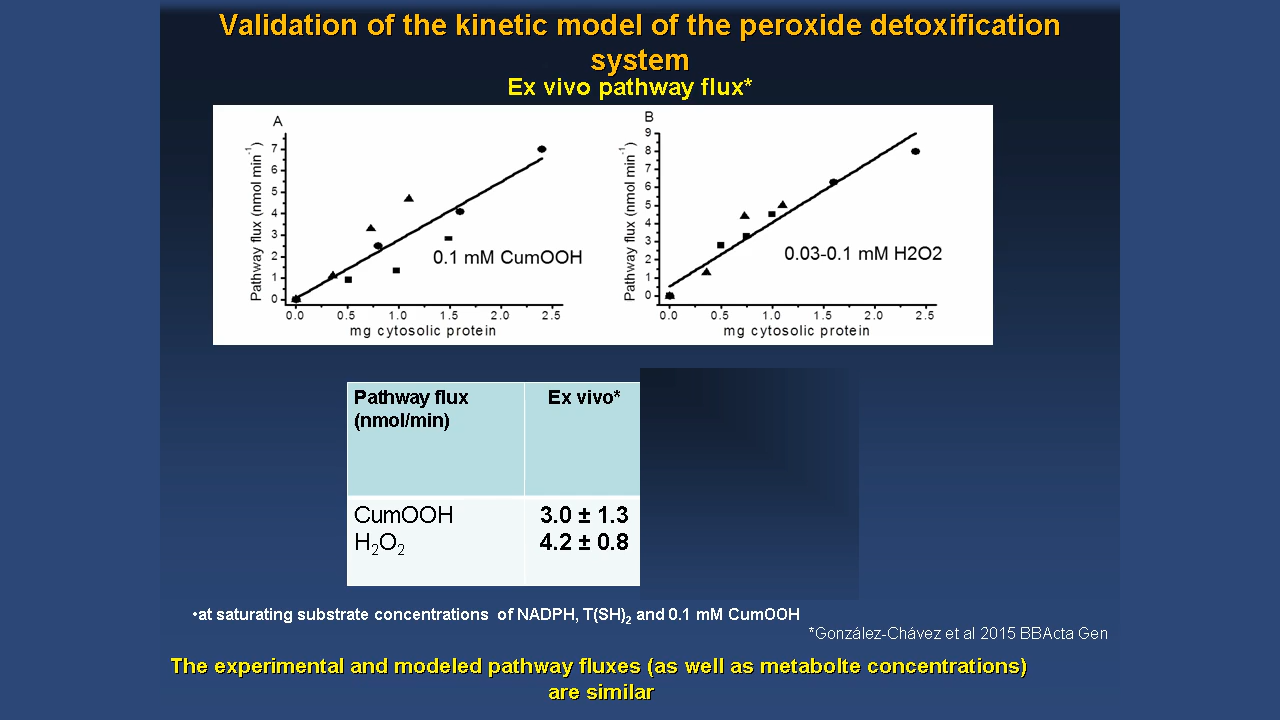 Validation of the kinetic model of the peroxide detoxification
system
Ex vivo pathway flux*
A
Pathway flux (nmol min⁻¹)
7
6
5
4
3
2
1
0
0.1 mM CumOOH
0.0 0.5 1.0 1.5 2.0 2.5
mg cytosolic protein
B
Pathway flux (nmol min⁻¹)
9
8
7
6
5
4
3
2
1
0
0.03-0.1 mM H2O2
0.0 0.5 1.0 1.5 2.0 2.5
mg cytosolic protein
Pathway flux Ex vivo*
(nmol/min)
CumOOH 3.0 ± 1.3
H₂O₂ 4.2 ± 0.8
•at saturating substrate concentrations of NADPH, T(SH)₂ and 0.1 mM CumOOH
*González-Chávez et al 2015 BBActa Gen
The experimental and modeled pathway fluxes (as well as metabolte concentrations)
are similar